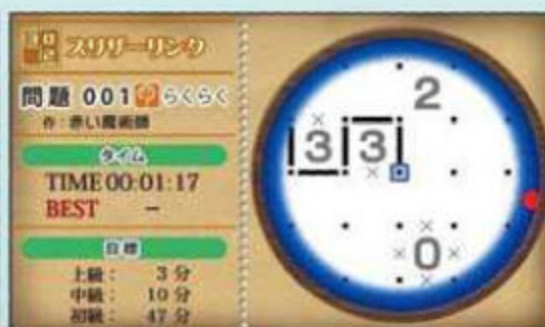 スリザーリンク
問題 001 らくらく
作：赤い魔術師
タイム
TIME 00:01:17
BEST －
目標
上級： 3 分
中級： 10 分
初級： 47 分
2
3 3
0